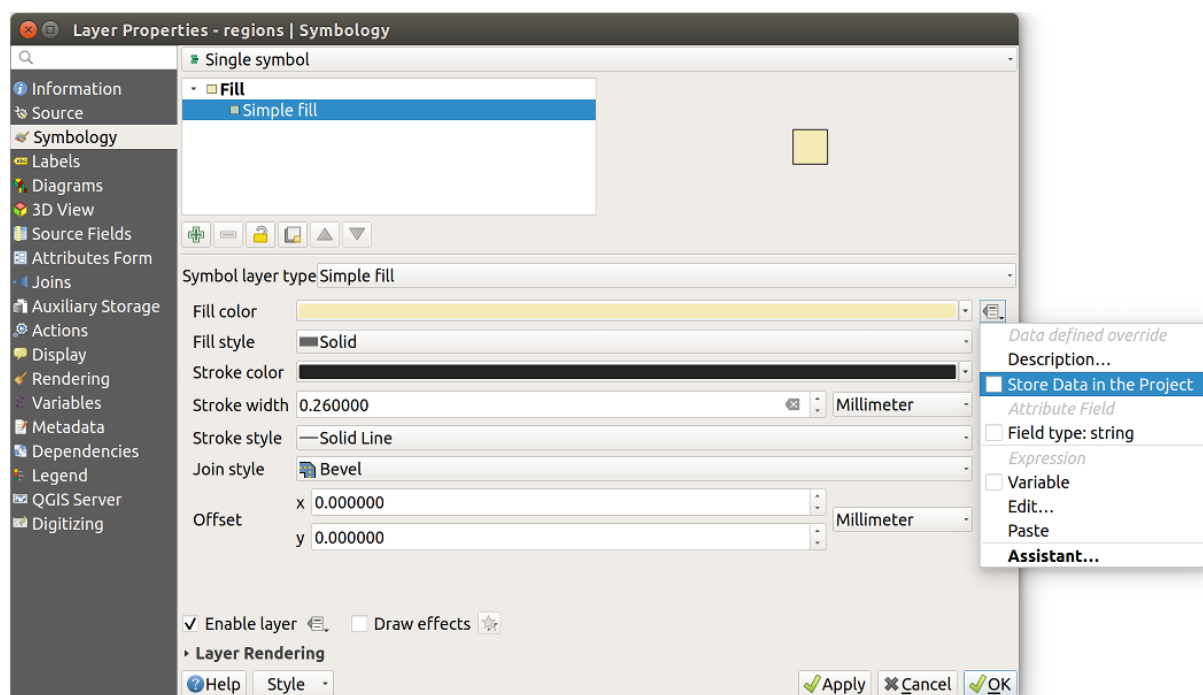 Layer Properties - regions | Symbology
Information
Source
Symbology
Labels
Diagrams
3D View
Source Fields
Attributes Form
Joins
Auxiliary Storage
Actions
Display
Rendering
Variables
Metadata
Dependencies
Legend
QGIS Server
Digitizing
Single symbol
Fill
Simple fill
Symbol layer type Simple fill
Fill color
Fill style Solid
Stroke color
Stroke width 0.260000 Millimeter
Stroke style Solid Line
Join style Bevel
Offset
x 0.000000
y 0.000000
Millimeter
Enable layer Draw effects
Layer Rendering
Help Style Apply Cancel OK
Data defined override
Description...
Store Data in the Project
Attribute Field
Field type: string
Expression
Variable
Edit...
Paste
Assistant...